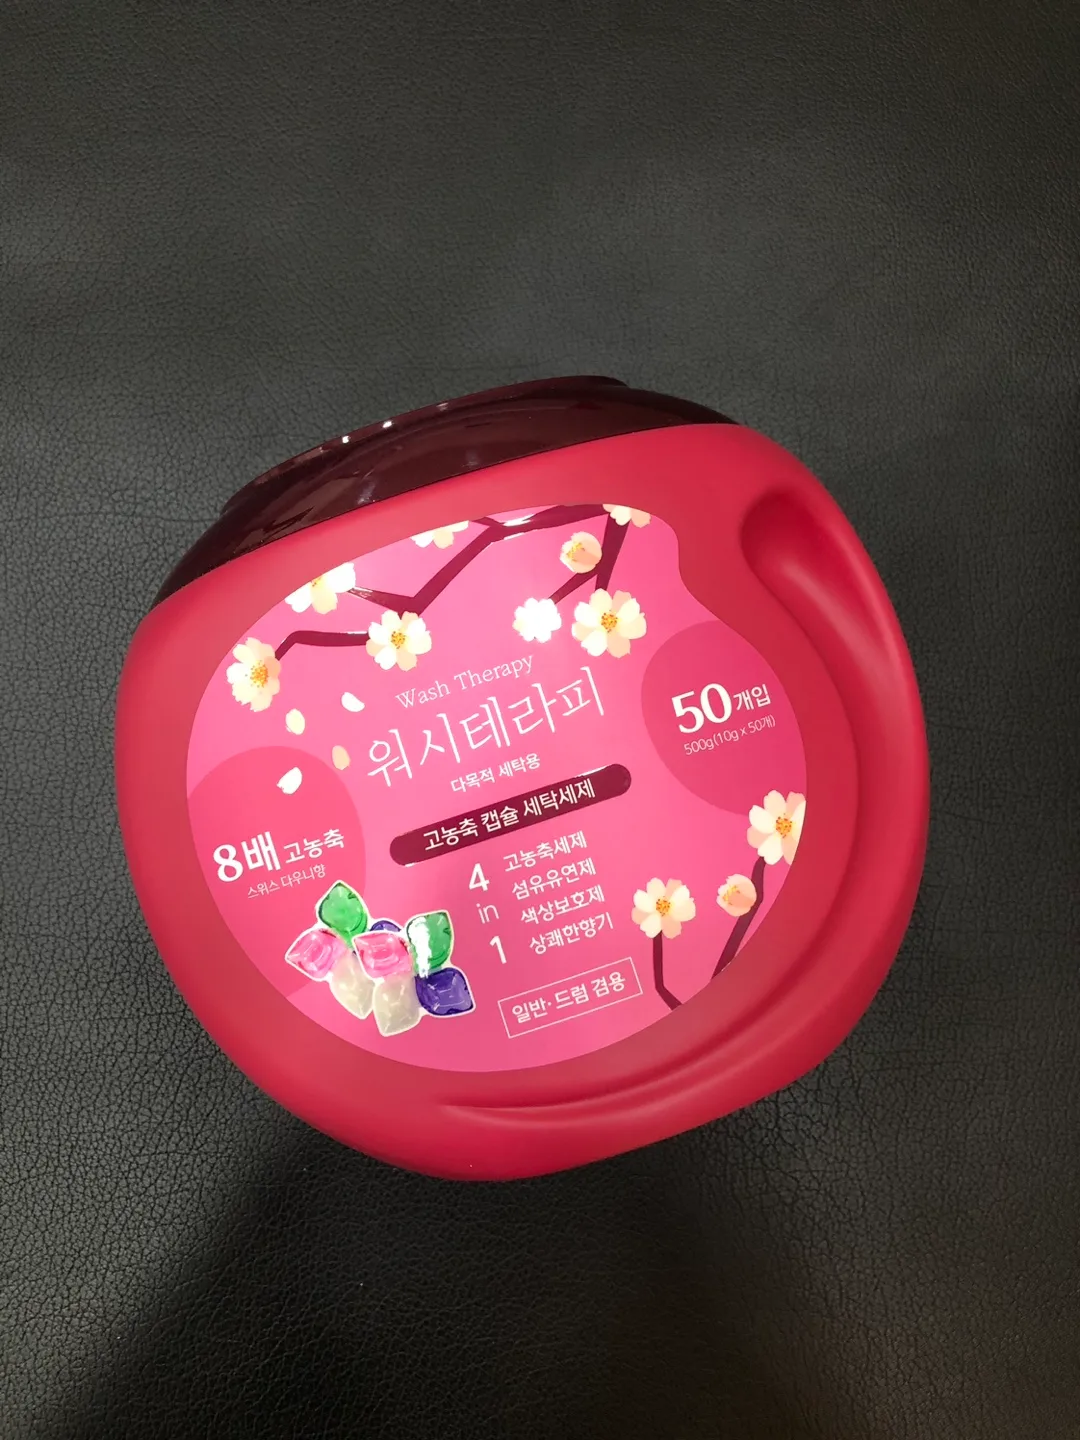 Wash Therapy
워시테라피
다목적 세탁용
고농축 캡슐 세탁세제
50개입
500g(10g x 50개)
8배 고농축
스위스 다우니향
4 in 1
고농축세제
섬유유연제
색상보호제
상쾌한향기
일반·드럼 겸용